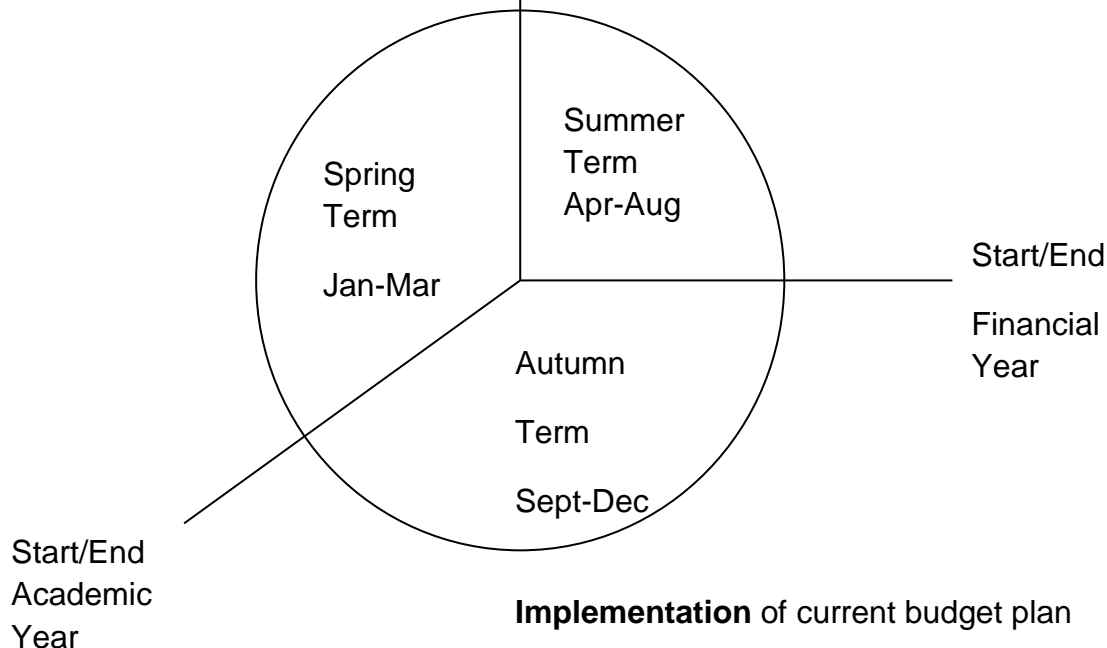 Summer
Term
Apr-Aug
Spring
Term
Jan-Mar
Start/End
Financial
Year
Autumn
Term
Sept-Dec
Start/End
Academic
Year
Implementation of current budget plan